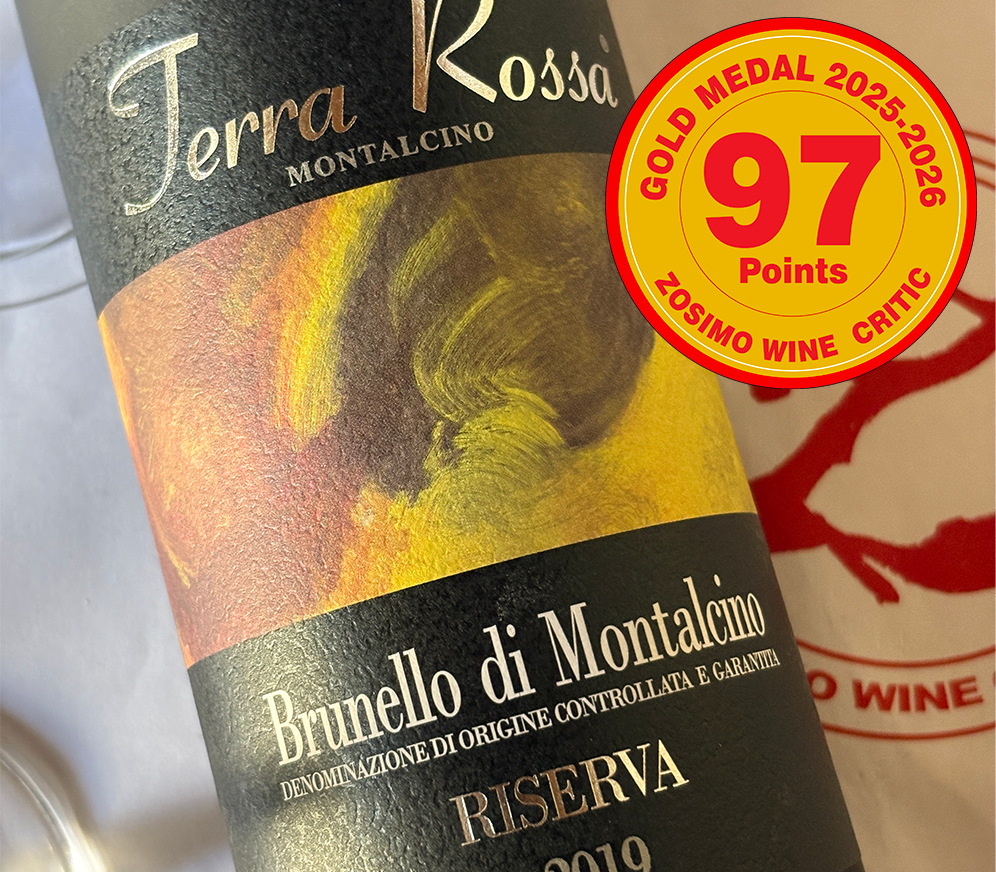 Terra Rossa
MONTALCINO
GOLD MEDAL 2025-2026
97
Points
ZOSIMO WINE CRITIC
Brunello di Montalcino
DENOMINAZIONE DI ORIGINE CONTROLLATA E GARANTITA
RISERVA
2019
O WINE